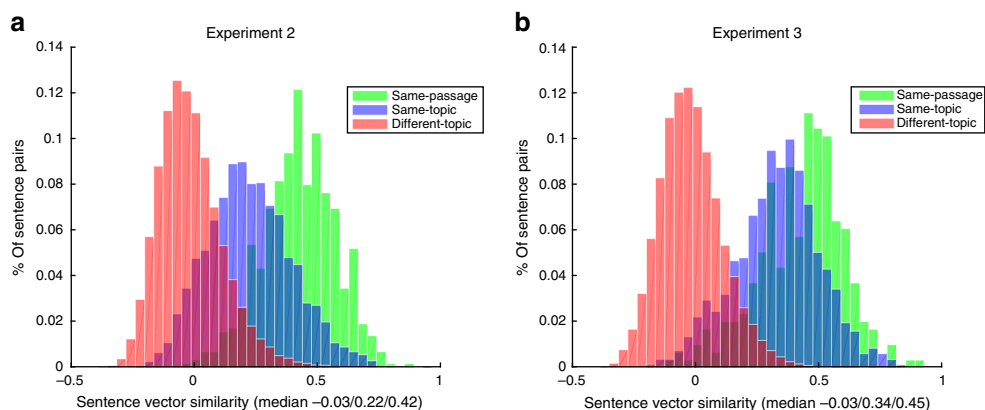 a
Experiment 2
0.14
0.12
0.1
0.08
0.06
0.04
0.02
0
–0.5
0
0.5
1
% Of sentence pairs
Same-passage
Same-topic
Different-topic
Sentence vector similarity (median –0.03/0.22/0.42)
b
Experiment 3
0.14
0.12
0.1
0.08
0.06
0.04
0.02
0
–0.5
0
0.5
1
% Of sentence pairs
Same-passage
Same-topic
Different-topic
Sentence vector similarity (median –0.03/0.34/0.45)